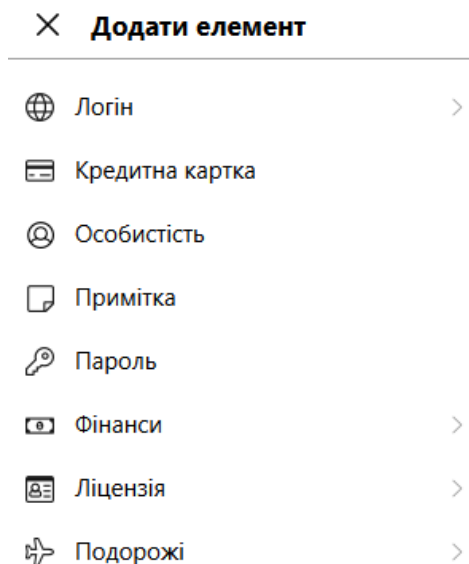 Додати елемент
Логін
Кредитна картка
Особистість
Примітка
Пароль
Фінанси
Ліцензія
Подорожі